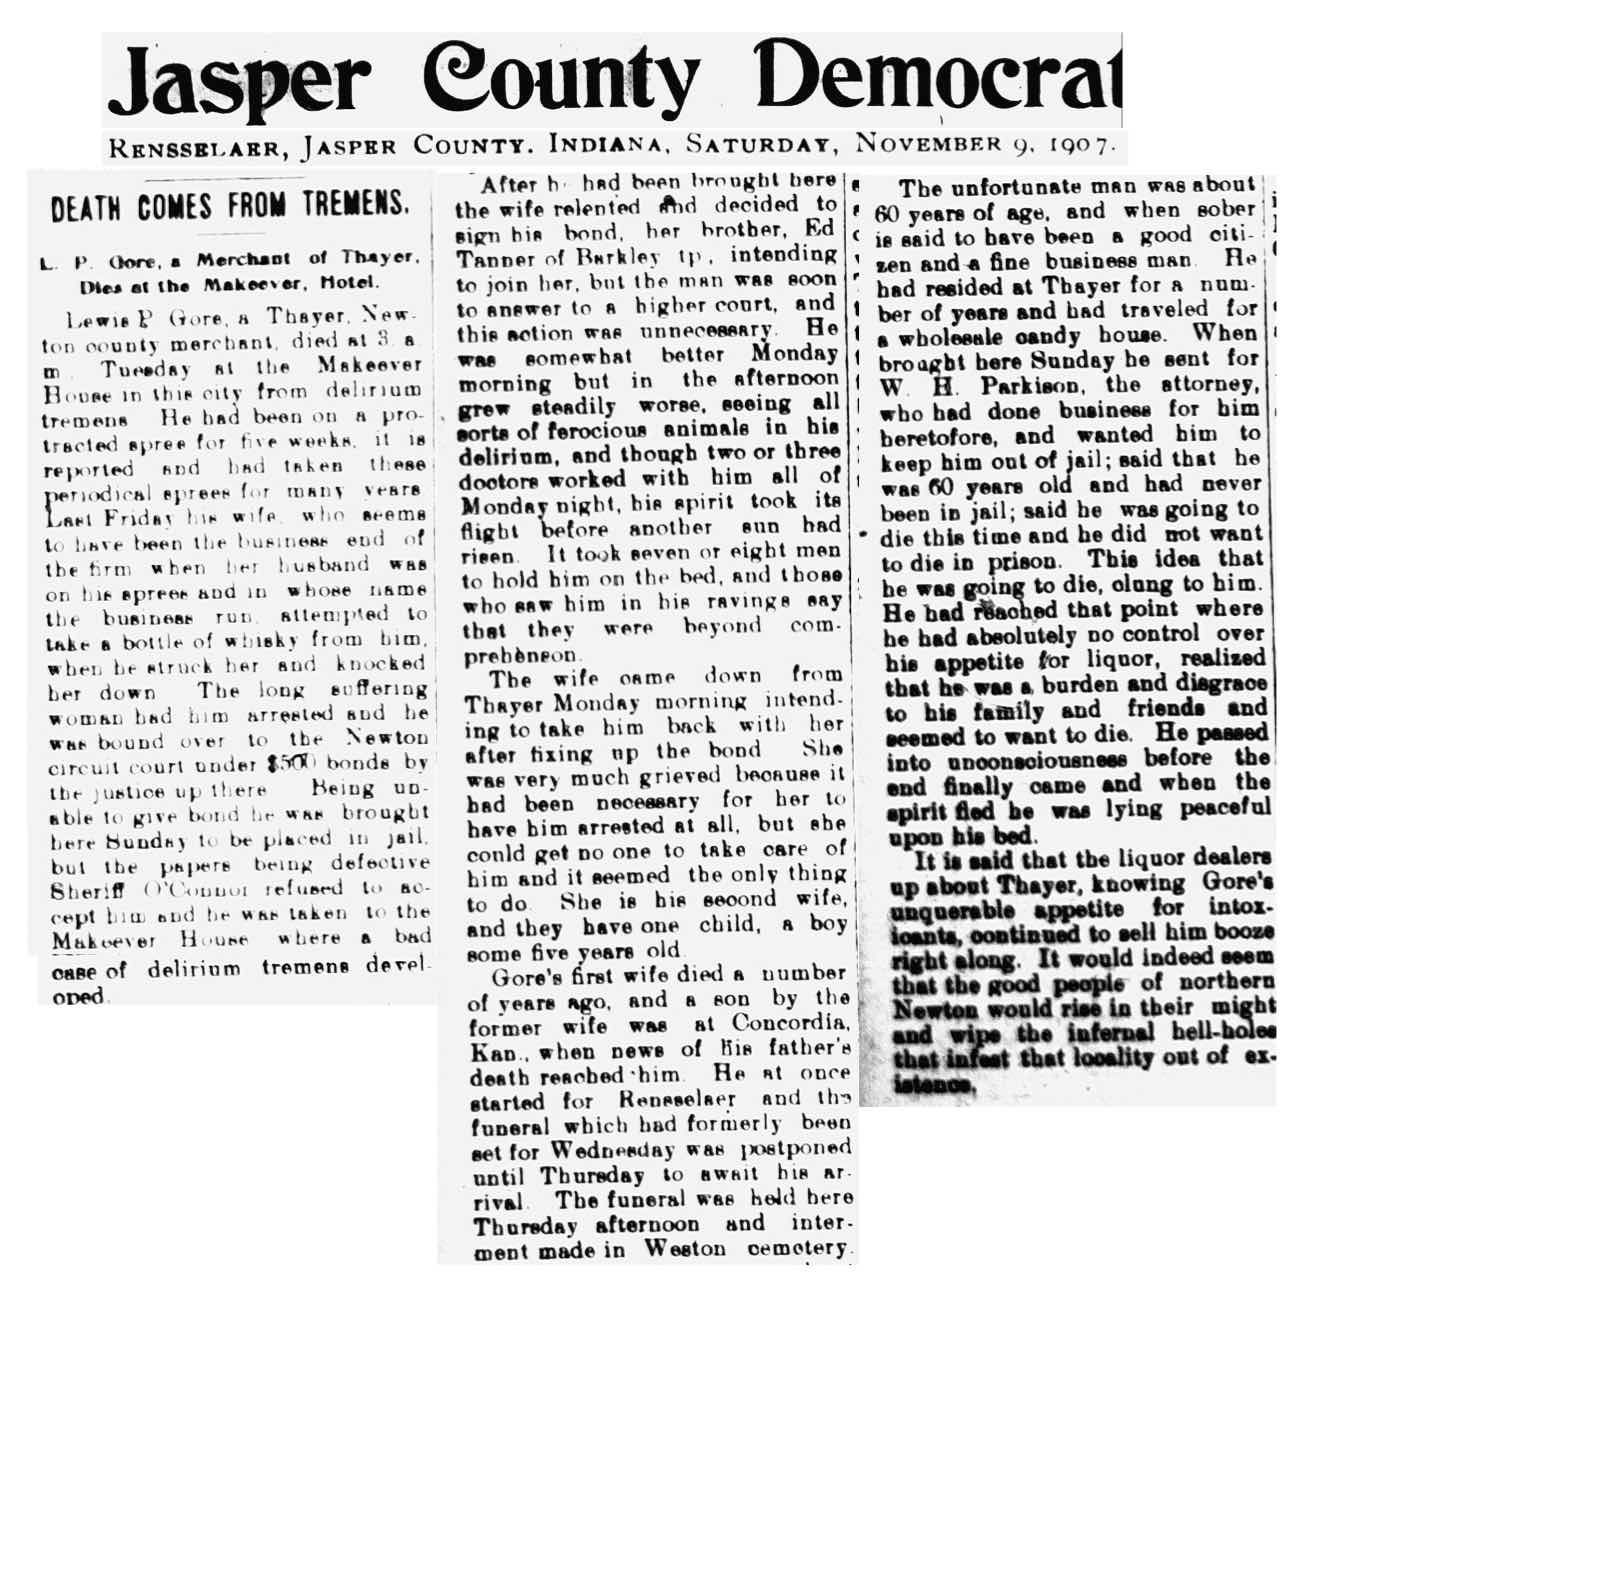 Jasper County Democrat
RENSSELAER, JASPER COUNTY. INDIANA, SATURDAY, NOVEMBER 9, 1907.
DEATH COMES FROM TREMENS.
L. P. Gore, a Merchant of Thayer,
Dies at the Makeever, Hotel.
Lewis P Gore, a Thayer, New-
ton county merchant, died at 3 a
m. Tuesday at the Makeever
House in this city from delirium
tremens He had been on a pro-
tracted spree for five weeks, it is
reported and had taken these
periodical sprees for many years
Last Friday his wife, who seems
to have been the business end of
the firm when her husband was
on his sprees and in whose name
the business run, attempted to
take a bottle of whisky from him,
when he struck her and knocked
her down The long suffering
woman had him arrested and he
was bound over to the Newton
circuit court under $500 bonds by
the justice up there Being un-
able to give bond he was brought
here Sunday to be placed in jail,
but the papers being defective
Sheriff O'Connor refused to ac-
cept him and he was taken to the
Makeever House where a bad
case of delirium tremens devel-
oped.
After h had been brought here
the wife relented and decided to
sign his bond, her brother, Ed
Tanner of Barkley tp, intending
to join her, but the man was soon
to answer to a higher court, and
this action was unnecessary. He
was somewhat better Monday
morning but in the afternoon
grew steadily worse, seeing all
sorts of ferocious animals in his
delirium, and though two or three
doctors worked with him all of
Monday night, his spirit took its
flight before another sun had
risen. It took seven or eight men
to hold him on the bed, and those
who saw him in his ravings say
that they were beyond com-
prehenson.
The wife came down from
Thayer Monday morning intend-
ing to take him back with her
after fixing up the bond She
was very much grieved because it
had been necessary for her to
have him arrested at all, but she
could get no one to take care of
him and it seemed the only thing
to do. She is his second wife,
and they have one child, a boy
some five years old.
Gore's first wife died a number
of years ago, and a son by the
former wife was at Concordia,
Kan., when news of his father's
death reached him. He at once
started for Rensselaer and the
funeral which had formerly been
set for Wednesday was postponed
until Thursday to await his ar-
rival. The funeral was held here
Thursday afternoon and inter-
ment made in Weston cemetery.
The unfortunate man was about
60 years of age, and when sober
is said to have been a good citi-
zen and a fine business man. He
had resided at Thayer for a num-
ber of years and had traveled for
a wholesale candy house. When
brought here Sunday he sent for
W. H. Parkison, the attorney,
who had done business for him
heretofore, and wanted him to
keep him out of jail; said that he
was 60 years old and had never
been in jail; said he was going to
die this time and he did not want
to die in prison. This idea that
he was going to die, clung to him.
He had reached that point where
he had absolutely no control over
his appetite for liquor, realized
that he was a burden and disgrace
to his family and friends and
seemed to want to die. He passed
into unconsciousness before the
end finally came and when the
spirit fled he was lying peaceful
upon his bed.
It is said that the liquor dealers
up about Thayer, knowing Gore's
unquerable appetite for intox-
icants, continued to sell him booze
right along. It would indeed seem
that the good people of northern
Newton would rise in their might
and wipe the infernal hell-holes
that infest that locality out of ex-
istence.